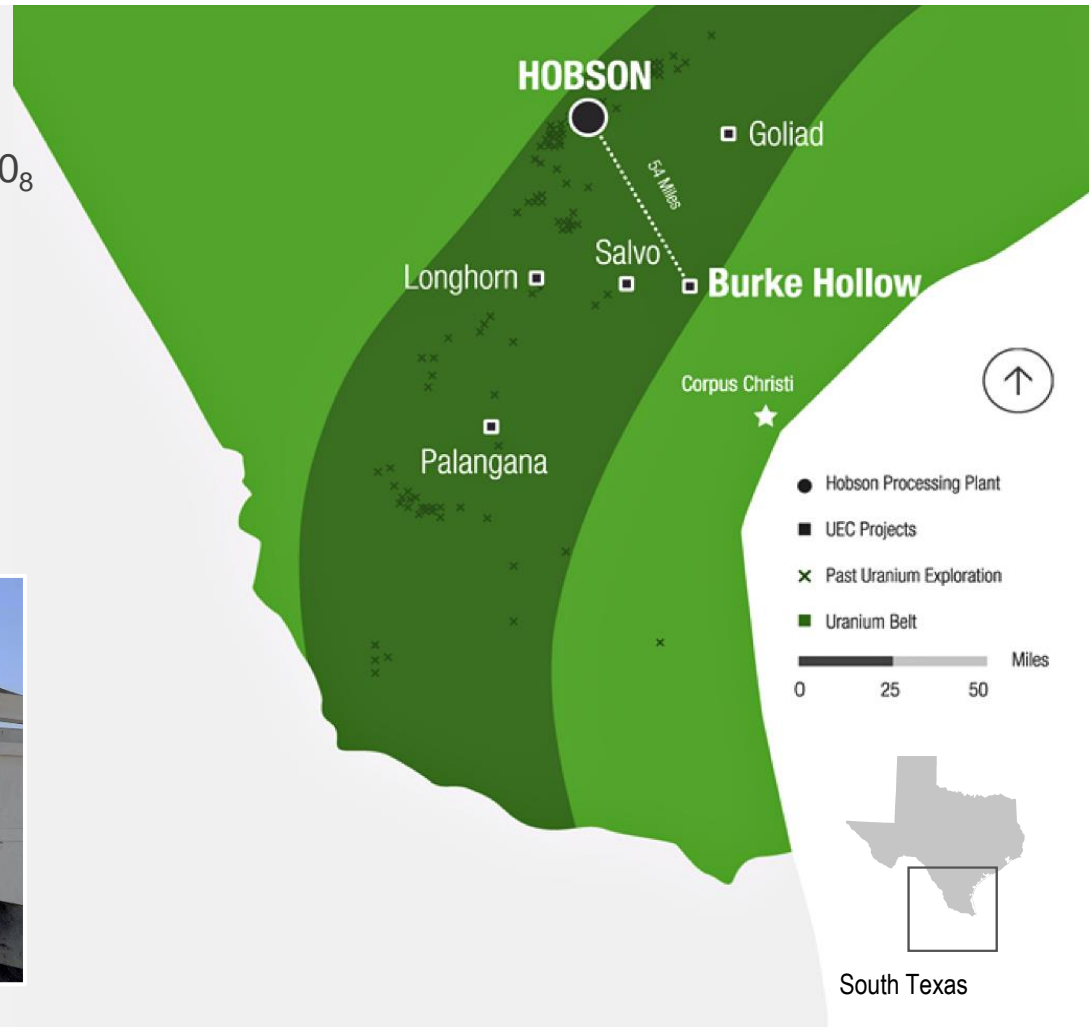 O₈
HOBSON
Goliad
54 Miles
Salvo
Longhorn
Burke Hollow
Corpus Christi
Palangana
Hobson Processing Plant
UEC Projects
Past Uranium Exploration
Uranium Belt
Miles
0 25 50
South Texas